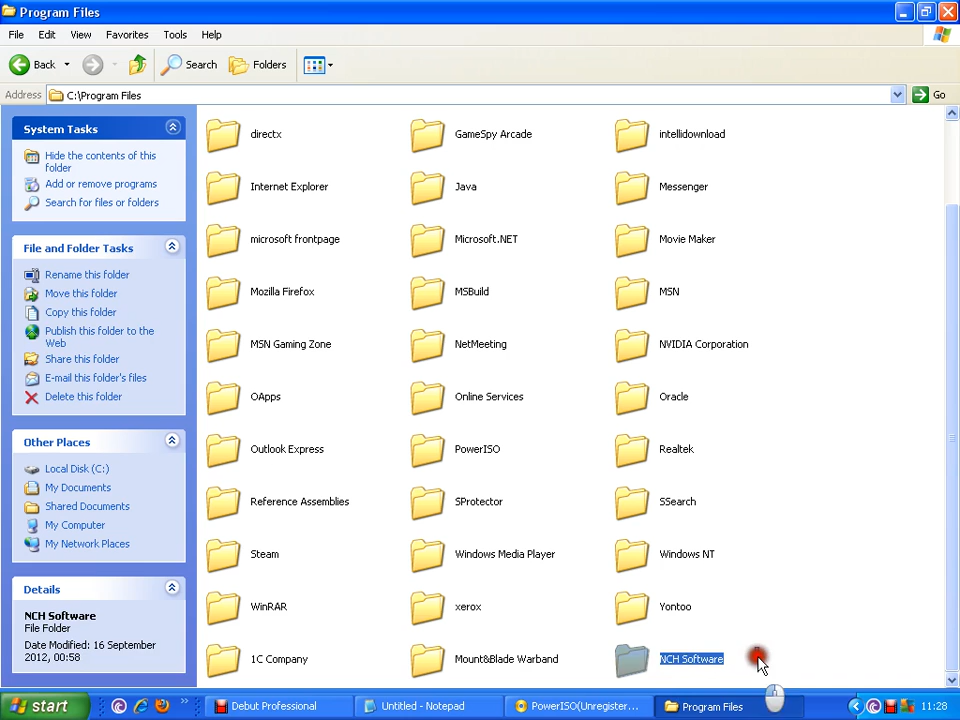 Program Files
File Edit View Favorites Tools Help
Back Search Folders
Address C:\Program Files Go
System Tasks
Hide the contents of this
folder
Add or remove programs
Search for files or folders
File and Folder Tasks
Rename this folder
Move this folder
Copy this folder
Publish this folder to the
Web
Share this folder
E-mail this folder's files
Delete this folder
Other Places
Local Disk (C:)
My Documents
Shared Documents
My Computer
My Network Places
Details
NCH Software
File Folder
Date Modified: 16 September
2012, 00:58
directx GameSpy Arcade intellidownload
Internet Explorer Java Messenger
microsoft frontpage Microsoft.NET Movie Maker
Mozilla Firefox MSBuild MSN
MSN Gaming Zone NetMeeting NVIDIA Corporation
OApps Online Services Oracle
Outlook Express PowerISO Realtek
Reference Assemblies SProtector SSearch
Steam Windows Media Player Windows NT
WinRAR xerox Yontoo
1C Company Mount&Blade Warband NCH Software
start Debut Professional Untitled - Notepad PowerISO(Unregister... Program Files 11:28